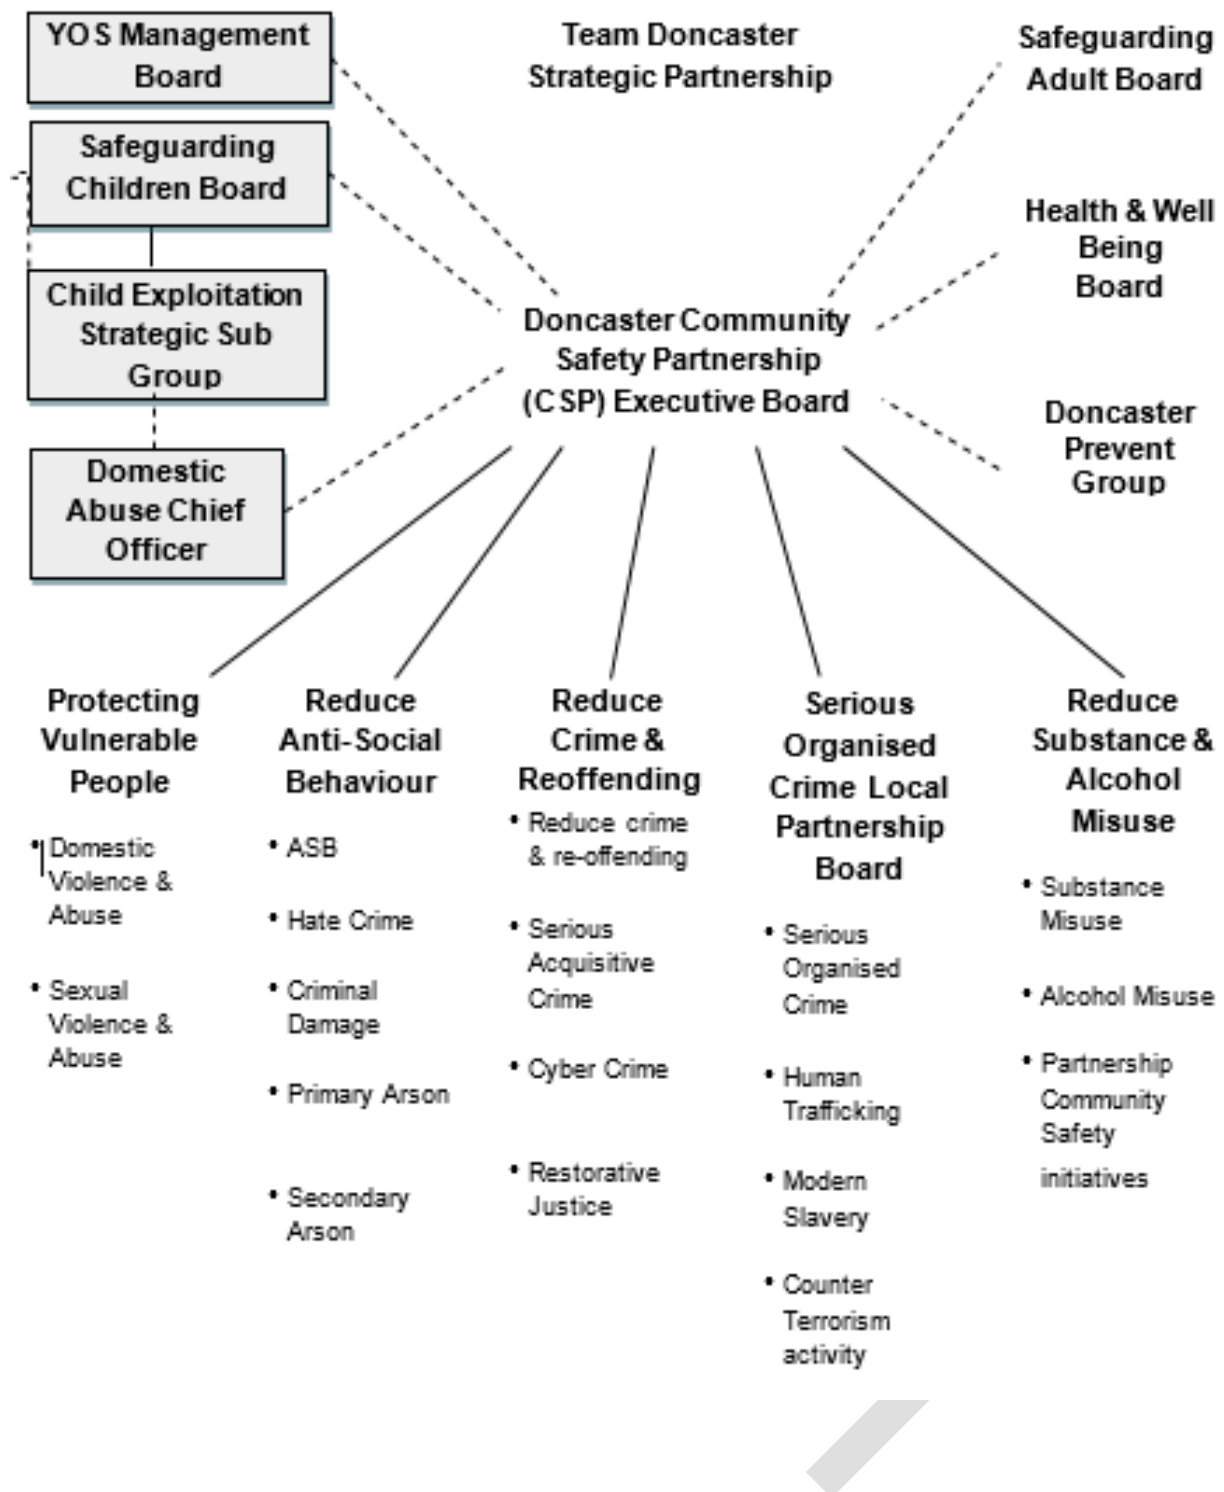 YOS Management
Board
Team Doncaster
Strategic Partnership
Safeguarding
Adult Board
Safeguarding
Children Board
Health & Well
Being
Board
Child Exploitation
Strategic Sub
Group
Doncaster Community
Safety Partnership
(CSP) Executive Board
Doncaster
Prevent
Group
Domestic
Abuse Chief
Officer
Protecting
Vulnerable
People
• Domestic
Violence &
Abuse
• Sexual
Violence &
Abuse
Reduce
Anti-Social
Behaviour
• ASB
• Hate Crime
• Criminal
Damage
• Primary Arson
• Secondary
Arson
Reduce
Crime &
Reoffending
• Reduce crime
& re-offending
• Serious
Acquisitive
Crime
• Cyber Crime
• Restorative
Justice
Serious
Organised
Crime Local
Partnership
Board
• Serious
Organised
Crime
• Human
Trafficking
• Modern
Slavery
• Counter
Terrorism
activity
Reduce
Substance &
Alcohol
Misuse
• Substance
Misuse
• Alcohol Misuse
• Partnership
Community
Safety
initiatives